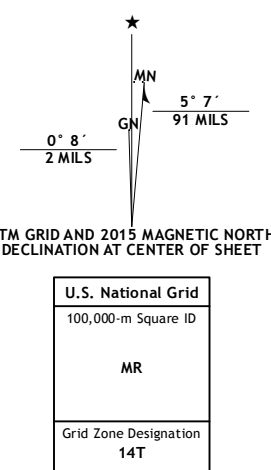 ★
MN
5° 7´
91 MILS
GN
0° 8´
2 MILS
TM GRID AND 2015 MAGNETIC NORTH
DECLINATION AT CENTER OF SHEET
U.S. National Grid
100,000-m Square ID
MR
Grid Zone Designation
14T